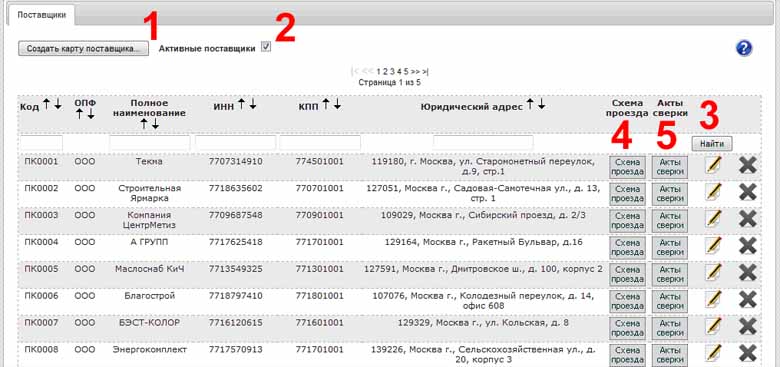 Поставщики
1
2
Создать карту поставщика...
Активные поставщики
?
|< << 1 2 3 4 5 >> >|
Страница 1 из 5
Код ОПФ Полное наименование ИНН КПП Юридический адрес Схема проезда Акты сверки 3
4 5 Найти
ПК0001 ООО Текма 7707314910 774501001 119180, г. Москва, ул. Старомонетный переулок, д.9, стр.1 Схема проезда Акты сверки
ПК0002 ООО Строительная Ярмарка 7718635602 770701001 127051, Москва г., Садовая-Самотечная ул., д. 13, стр. 1 Схема проезда Акты сверки
ПК0003 ООО Компания ЦентрМетиз 7709687548 770901001 109029, Москва г., Сибирский проезд, д. 2/3 Схема проезда Акты сверки
ПК0004 ООО А ГРУПП 7717625418 771701001 129164, Москва г., Ракетный Бульвар, д.16 Схема проезда Акты сверки
ПК0005 ООО Маслоснаб КиЧ 7713549325 771301001 127591, Москва г., Дмитровское ш., д. 100, корпус 2 Схема проезда Акты сверки
ПК0006 ООО Благострой 7718797410 771801001 107076, Москва г., Колодезный переулок, д. 14, офис 608 Схема проезда Акты сверки
ПК0007 ООО БЭСТ-КОЛОР 7716120615 771601001 129329, Москва г., ул. Кольская, д. 8 Схема проезда Акты сверки
ПК0008 ООО Энергокомплект 7717570913 771701001 139226, Москва г., Сельскохозяйственная ул., д. 20, корпус 3 Схема проезда Акты сверки